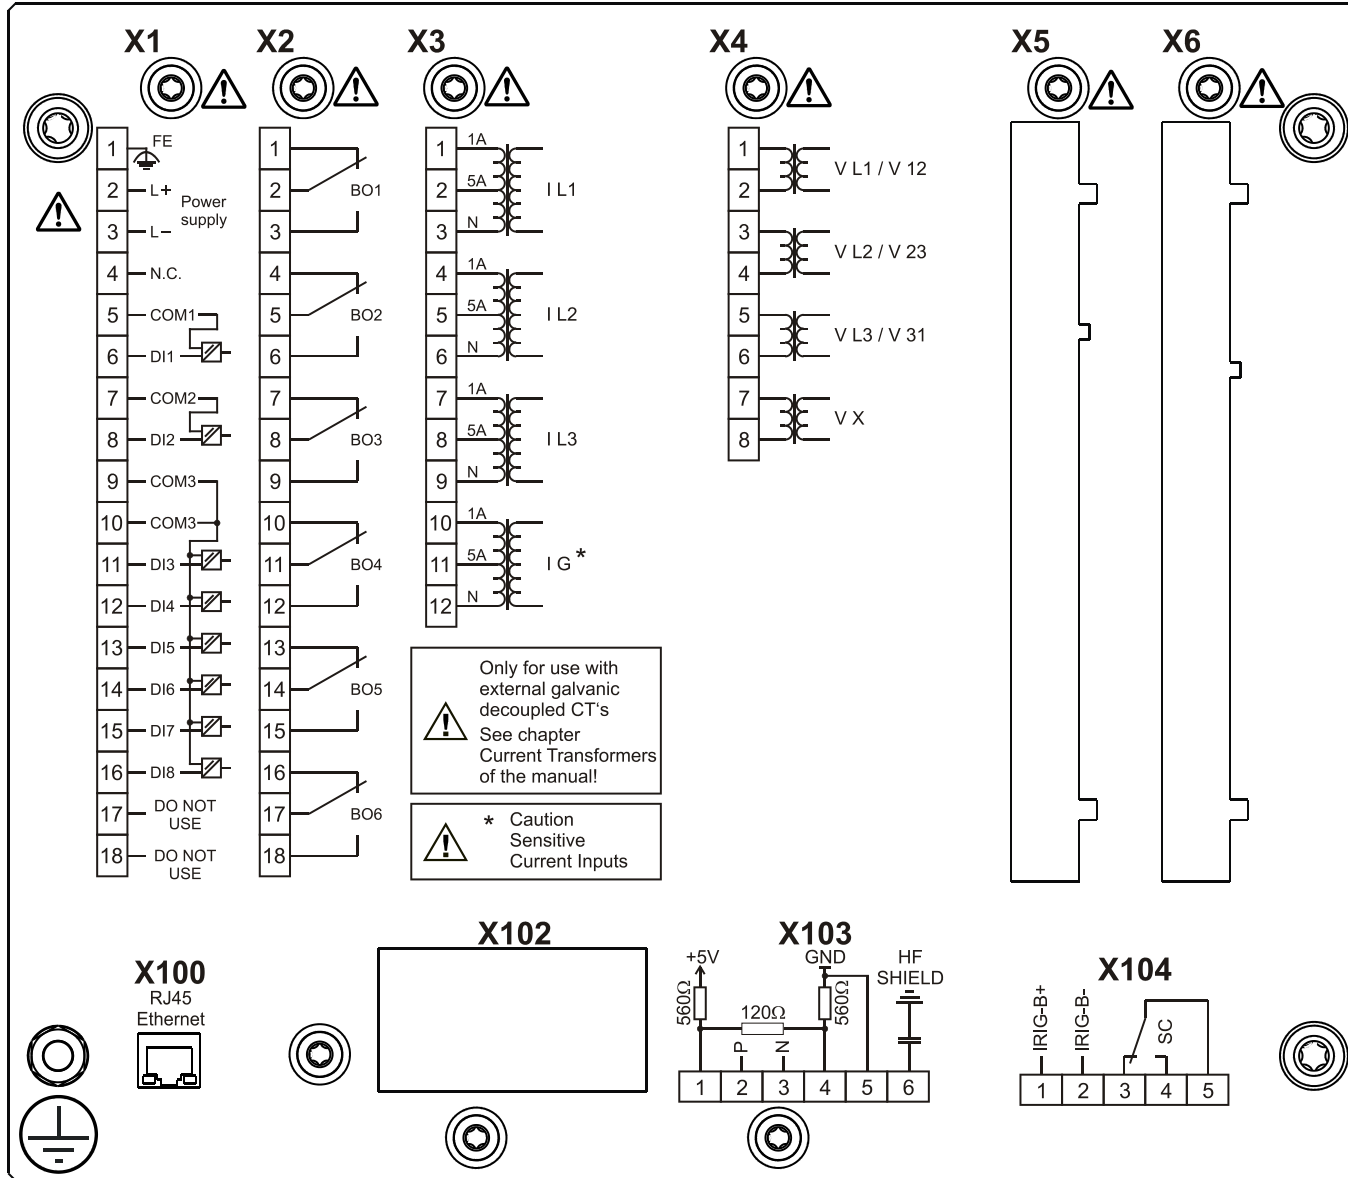 X1
X2
X3
X4
X5
X6
1
FE
2
L+
Power
supply
3
L–
4
N.C.
5
COM1
6
DI1
7
COM2
8
DI2
9
COM3
10
COM3
11
DI3
12
DI4
13
DI5
14
DI6
15
DI7
16
DI8
17
DO NOT
USE
18
DO NOT
USE
1
2
BO1
3
4
5
BO2
6
7
8
BO3
9
10
11
BO4
12
13
14
BO5
15
16
17
BO6
18
1
1A
2
5A
I L1
3
N
4
1A
5
5A
I L2
6
N
7
1A
8
5A
I L3
9
N
10
1A
11
5A
I G *
12
N
1
2
V L1 / V 12
3
4
V L2 / V 23
5
6
V L3 / V 31
7
8
V X
Only for use with
external galvanic
decoupled CT's
See chapter
Current Transformers
of the manual!
* Caution
Sensitive
Current Inputs
X100
RJ45
Ethernet
X102
X103
+5V
GND
HF
SHIELD
560Ω
120Ω
560Ω
P
N
1 2 3 4 5 6
X104
IRIG-B+
IRIG-B-
SC
1 2 3 4 5